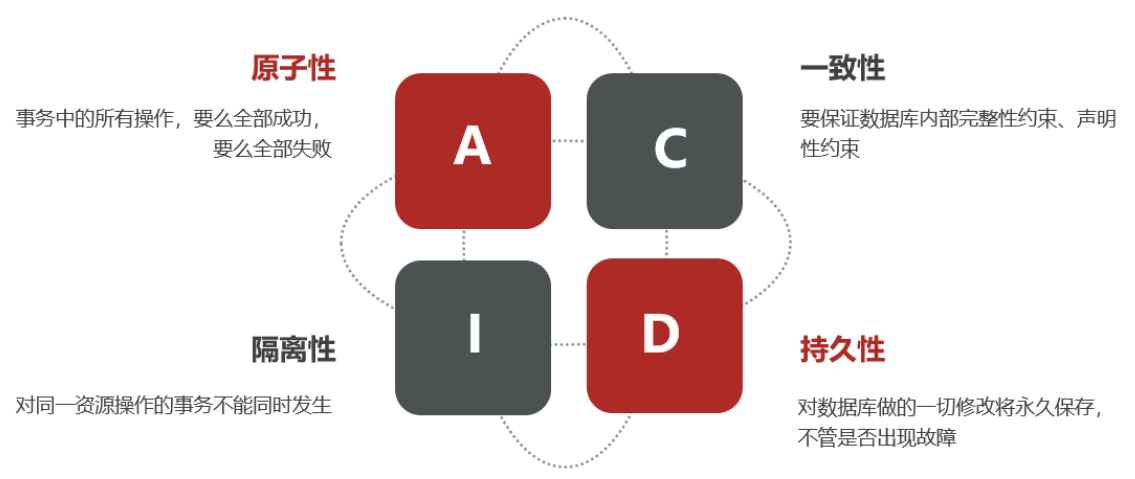 原子性
事务中的所有操作，要么全部成功，
要么全部失败
A
C
一致性
要保证数据库内部完整性约束、声明
性约束
隔离性
对同一资源操作的事务不能同时发生
I
D
持久性
对数据库做的一切修改将永久保存，
不管是否出现故障